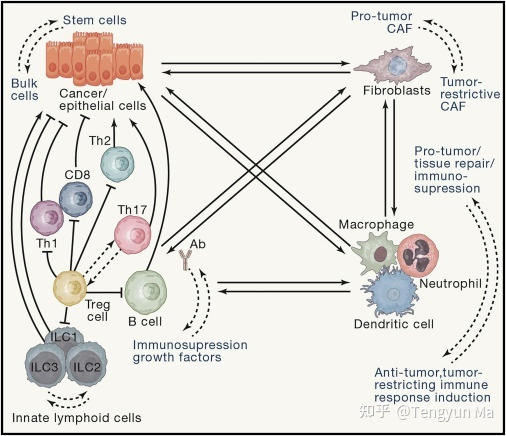 Stem cells
Bulk
cells
Cancer/
epithelial cells
Pro-tumor
CAF
Fibroblasts
Tumor-
restrictive
CAF
Th2
CD8
Th17
Th1
Ab
Treg
cell
B cell
Pro-tumor/
tissue repair/
immuno-
supression
Macrophage
Neutrophil
Dendritic cell
Immunosupression
growth factors
ILC1
ILC3
ILC2
Innate lymphoid cells
Anti-tumor,tumor-
restricting immune
response induction
知乎 @Tengyun Ma